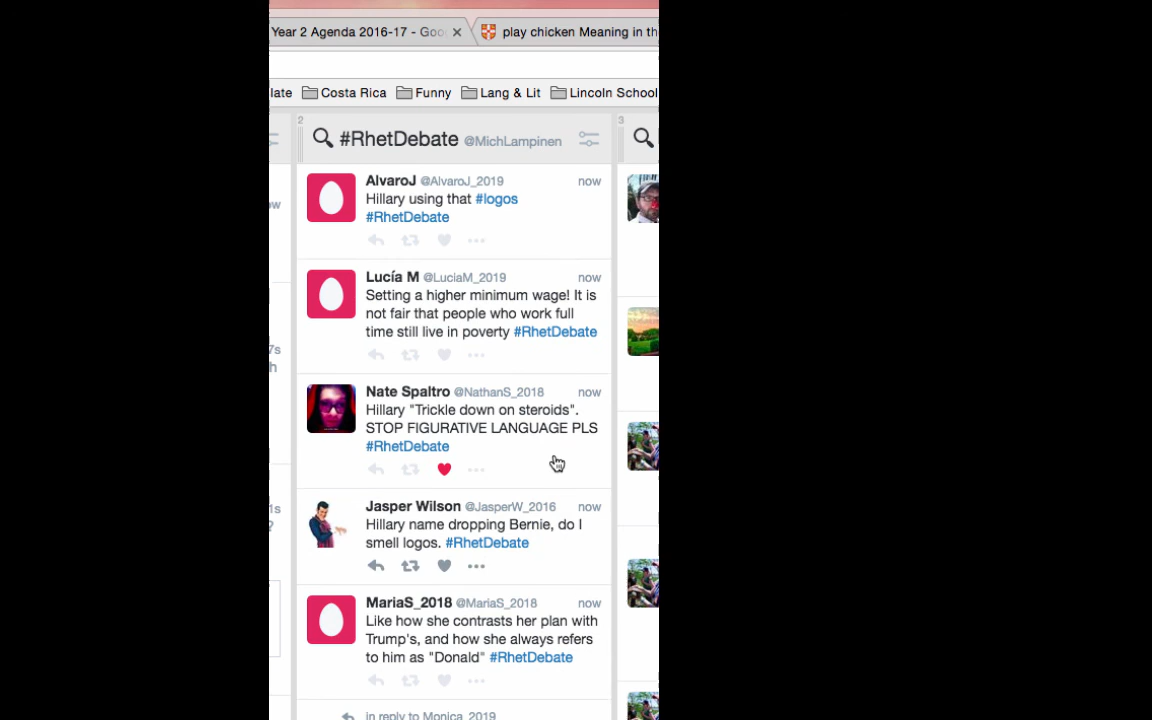 Year 2 Agenda 2016-17 - Goo
play chicken Meaning in th
late
Costa Rica
Funny
Lang & Lit
Lincoln School
2
#RhetDebate @MichLampinen
3
AlvaroJ @AlvaroJ_2019 now
Hillary using that #logos
#RhetDebate
Lucía M @LuciaM_2019 now
Setting a higher minimum wage! It is
not fair that people who work full
time still live in poverty #RhetDebate
Nate Spaltro @NathanS_2018 now
Hillary "Trickle down on steroids".
STOP FIGURATIVE LANGUAGE PLS
#RhetDebate
Jasper Wilson @JasperW_2016 now
Hillary name dropping Bernie, do I
smell logos. #RhetDebate
MariaS_2018 @MariaS_2018 now
Like how she contrasts her plan with
Trump's, and how she always refers
to him as "Donald" #RhetDebate
in reply to Monica_2019